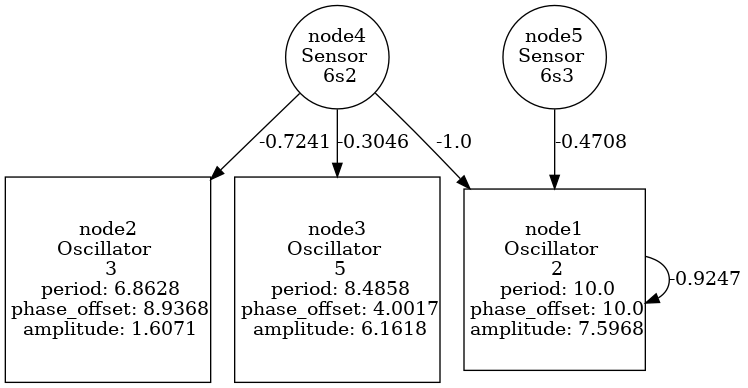 node4
Sensor
6s2
node5
Sensor
6s3
-0.7241
-0.3046
-1.0
-0.4708
node2
Oscillator
3
period: 6.8628
phase_offset: 8.9368
amplitude: 1.6071
node3
Oscillator
5
period: 8.4858
phase_offset: 4.0017
amplitude: 6.1618
node1
Oscillator
2
period: 10.0
phase_offset: 10.0
amplitude: 7.5968
-0.9247